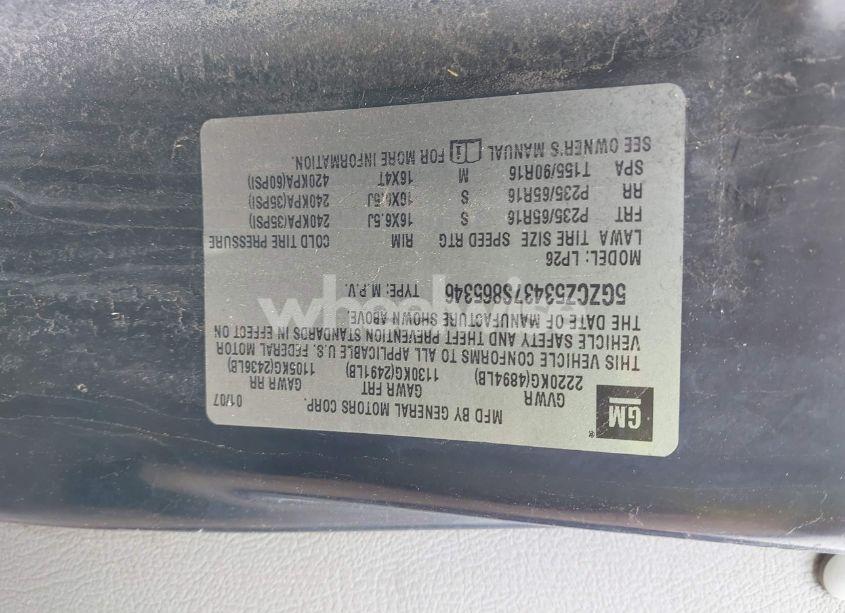 MFD BY GENERAL MOTORS CORP. 01/07
GM
GVWR GAWR FRT GAWR RR
2220KG(4894LB) 1130KG(2491LB) 1105KG(2436LB)
THIS VEHICLE CONFORMS TO ALL APPLICABLE U.S. FEDERAL MOTOR
VEHICLE SAFETY AND THEFT PREVENTION STANDARDS IN EFFECT ON
THE DATE OF MANUFACTURE SHOWN ABOVE.
5GZCZ53437S865346 TYPE: M.P.V.
MODEL: LP26
LAWA TIRE SIZE SPEED RTG RIM COLD TIRE PRESSURE
FRT P235/65R16 S 16X6.5J 240KPA(35PSI)
RR P235/65R16 S 16X6.5J 240KPA(35PSI)
SPA T155/90R16 M 16X4T 420KPA(60PSI)
SEE OWNER'S MANUAL FOR MORE INFORMATION.